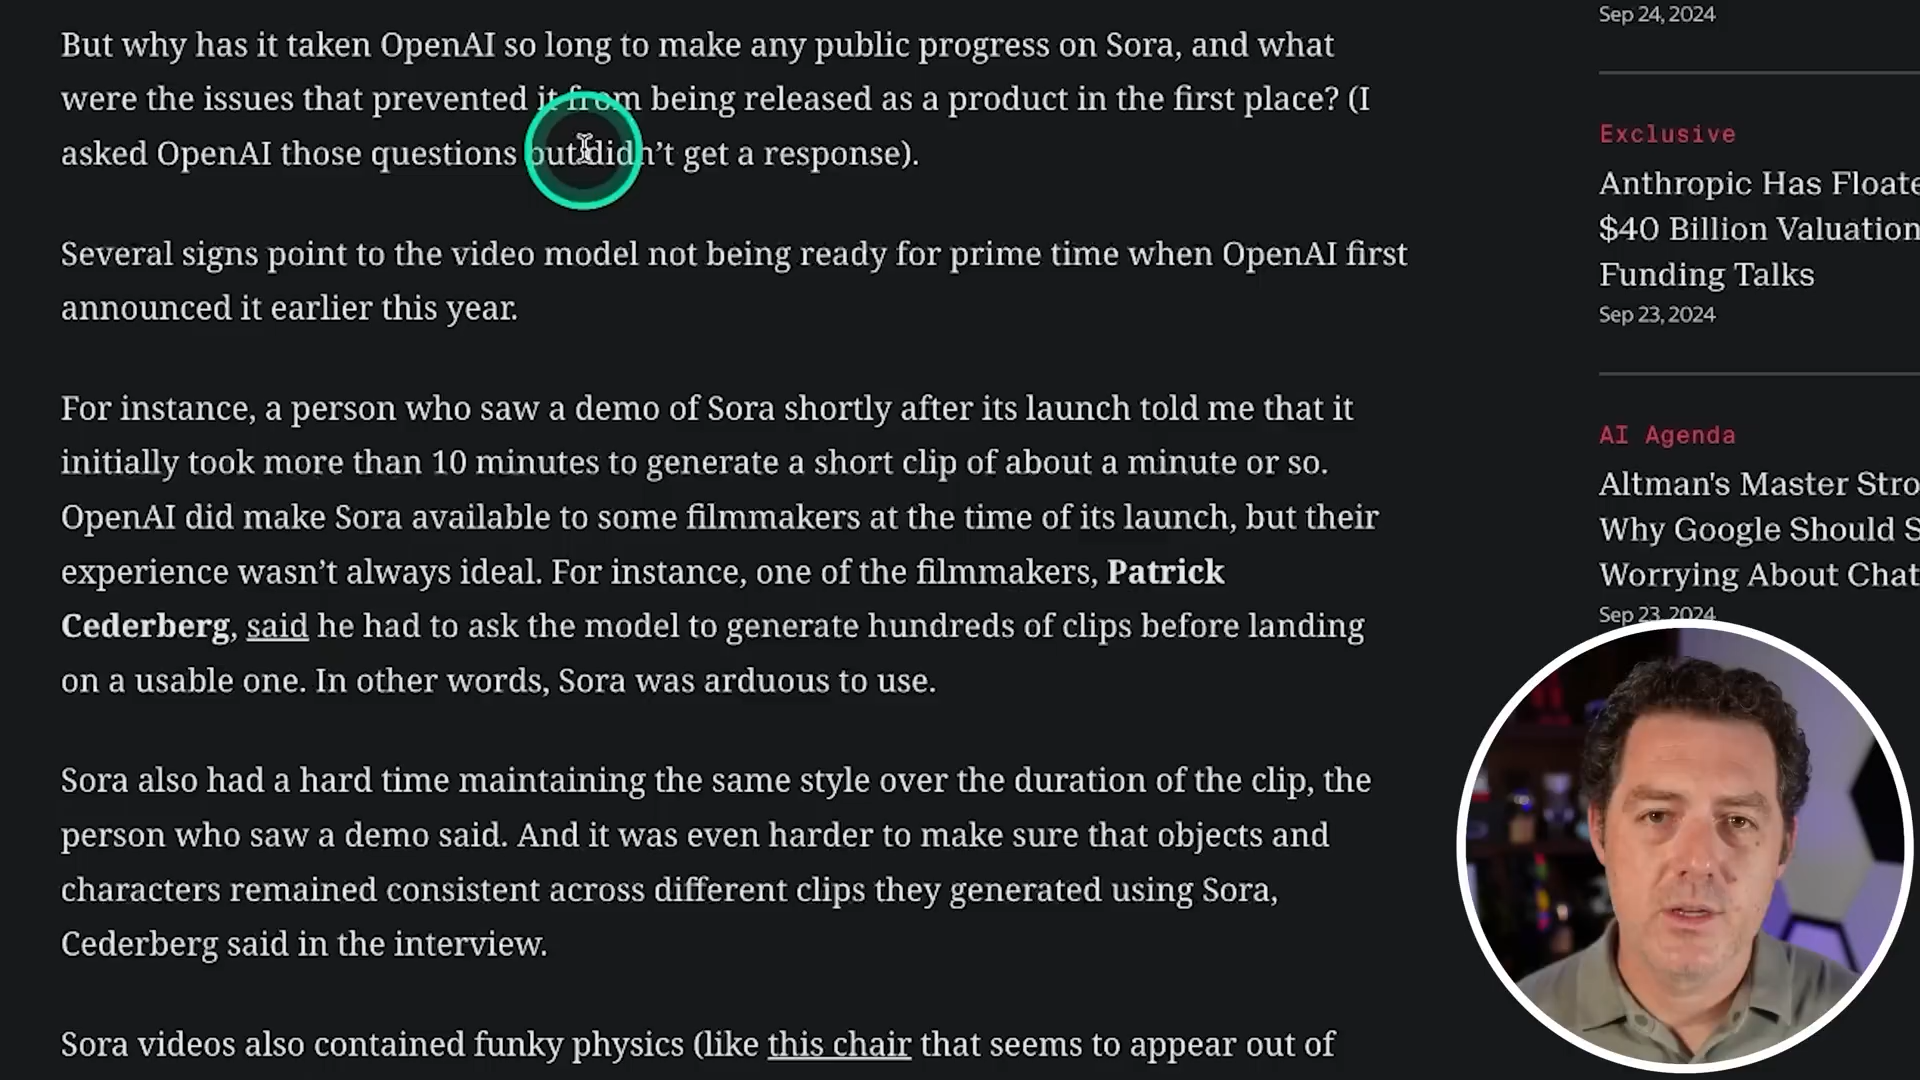 But why has it taken OpenAI so long to make any public progress on Sora, and what
were the issues that prevented it from being released as a product in the first place? (I
asked OpenAI those questions but didn’t get a response).
Several signs point to the video model not being ready for prime time when OpenAI first
announced it earlier this year.
For instance, a person who saw a demo of Sora shortly after its launch told me that it
initially took more than 10 minutes to generate a short clip of about a minute or so.
OpenAI did make Sora available to some filmmakers at the time of its launch, but their
experience wasn’t always ideal. For instance, one of the filmmakers, Patrick
Cederberg, said he had to ask the model to generate hundreds of clips before landing
on a usable one. In other words, Sora was arduous to use.
Sora also had a hard time maintaining the same style over the duration of the clip, the
person who saw a demo said. And it was even harder to make sure that objects and
characters remained consistent across different clips they generated using Sora,
Cederberg said in the interview.
Sora videos also contained funky physics (like this chair that seems to appear out of
Sep 24, 2024
Exclusive
Anthropic Has Floate
$40 Billion Valuation
Funding Talks
Sep 23, 2024
AI Agenda
Altman's Master Stro
Why Google Should S
Worrying About Chat
Sep 23, 2024